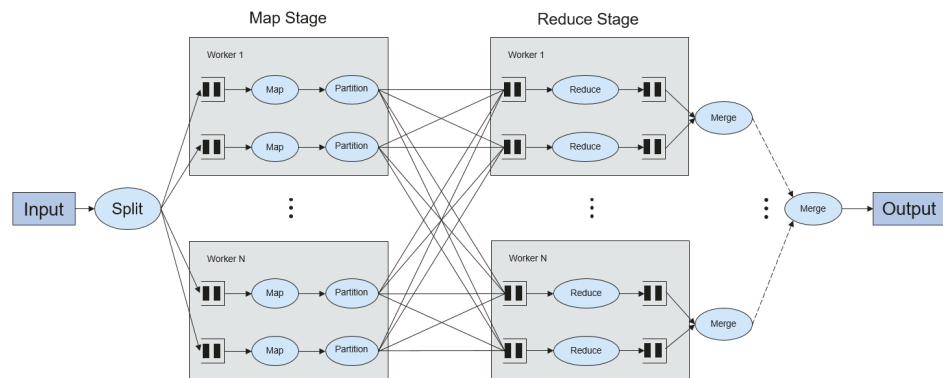 Map Stage
Reduce Stage
Worker 1
Map
Partition
Map
Partition
Worker 1
Reduce
Reduce
Merge
Input
Split
Merge
Output
Worker N
Map
Partition
Map
Partition
Worker N
Reduce
Reduce
Merge